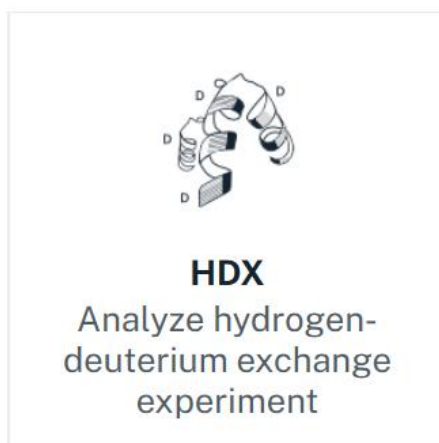 D
D
D
D
HDX
Analyze hydrogen-
deuterium exchange
experiment